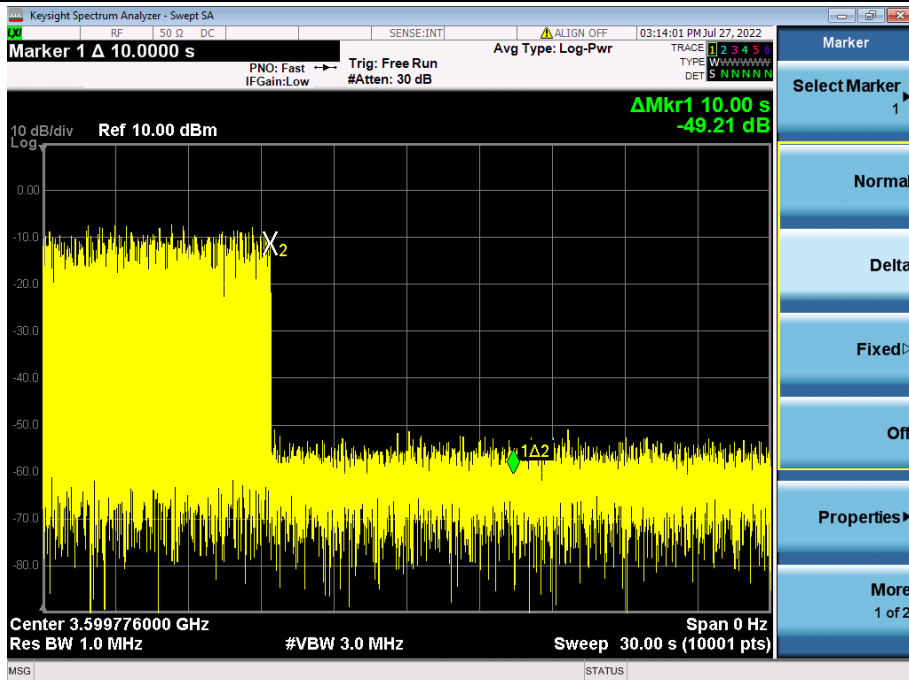 Keysight Spectrum Analyzer - Swept SA
LXI RF 50 Ω DC SENSE:INT ALIGN OFF 03:14:01 PM Jul 27, 2022
Marker 1 Δ 10.0000 s
PNO: Fast
IFGain:Low
Trig: Free Run
#Atten: 30 dB
Avg Type: Log-Pwr
TRACE 1 2 3 4 5 6
TYPE WWWWWW
DET S N N N N N
ΔMkr1 10.00 s
-49.21 dB
10 dB/div Ref 10.00 dBm
Log
0.00
-10.0
-20.0
-30.0
-40.0
-50.0
-60.0
-70.0
-80.0
X2
1Δ2
Center 3.599776000 GHz Span 0 Hz
Res BW 1.0 MHz #VBW 3.0 MHz Sweep 30.00 s (10001 pts)
MSG STATUS
Marker
Select Marker
1
Normal
Delta
Fixed
Off
Properties
More
1 of 2